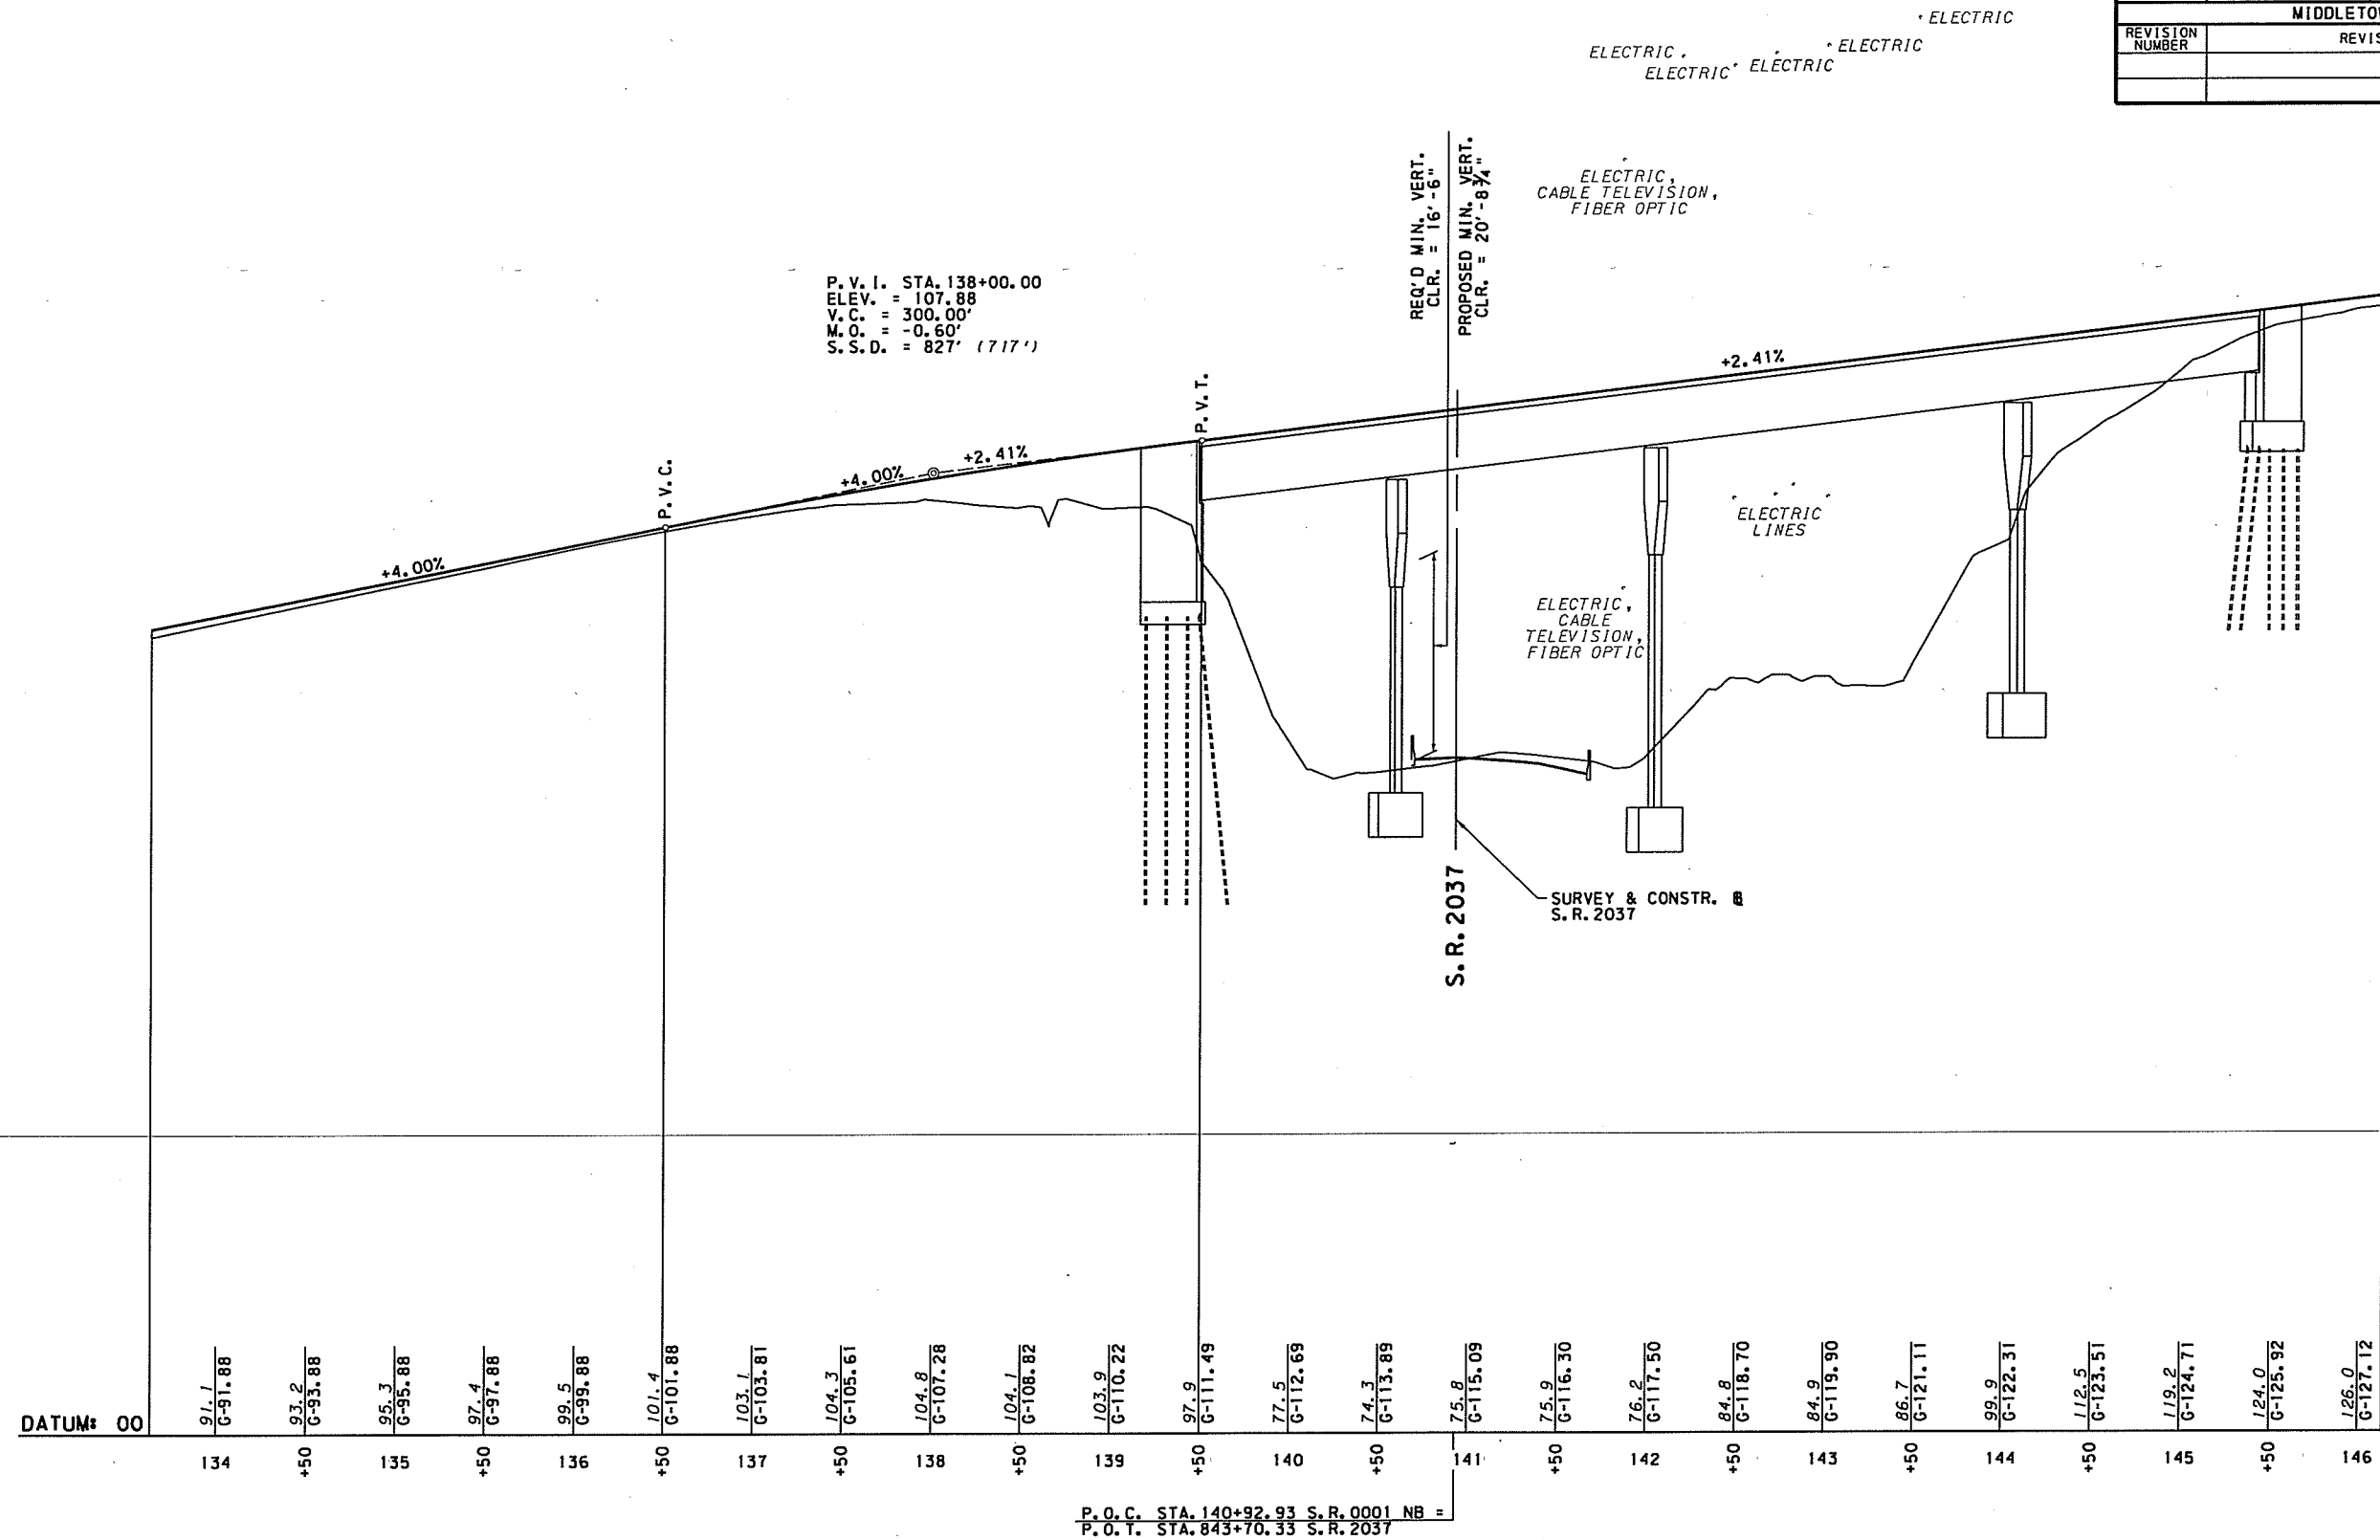 MIDDLETO
REVISION NUMBER
REVIS
ELECTRIC
ELECTRIC
ELECTRIC
ELECTRIC
ELECTRIC
REQ'D MIN. VERT.
CLR. = 16'-6"
PROPOSED MIN. VERT.
CLR. = 20'-8¾"
ELECTRIC,
CABLE TELEVISION,
FIBER OPTIC
P.V.I. STA. 138+00.00
ELEV. = 107.88
V.C. = 300.00'
M.O. = -0.60'
S.S.D. = 827' (717')
+2.41%
P.V.T.
+2.41%
+4.00%
P.V.C.
+4.00%
ELECTRIC
LINES
ELECTRIC,
CABLE
TELEVISION,
FIBER OPTIC
S.R. 2037
SURVEY & CONSTR. ℄
S.R. 2037
DATUM: 00
91.1
G-91.88
93.2
G-93.88
95.3
G-95.88
97.4
G-97.88
99.5
G-99.88
101.4
G-101.88
103.1
G-103.81
104.3
G-105.61
104.8
G-107.28
104.1
G-108.82
103.9
G-110.22
97.9
G-111.49
77.5
G-112.69
74.3
G-113.89
75.8
G-115.09
75.9
G-116.30
76.2
G-117.50
84.8
G-118.70
84.9
G-119.90
86.7
G-121.11
99.9
G-122.31
112.5
G-123.51
119.2
G-124.71
124.0
G-125.92
126.0
G-127.12
134 +50 135 +50 136 +50 137 +50 138 +50 139 +50 140 +50 141 +50 142 +50 143 +50 144 +50 145 +50 146
P.O.C. STA. 140+92.93 S.R. 0001 NB =
P.O.T. STA. 843+70.33 S.R. 2037